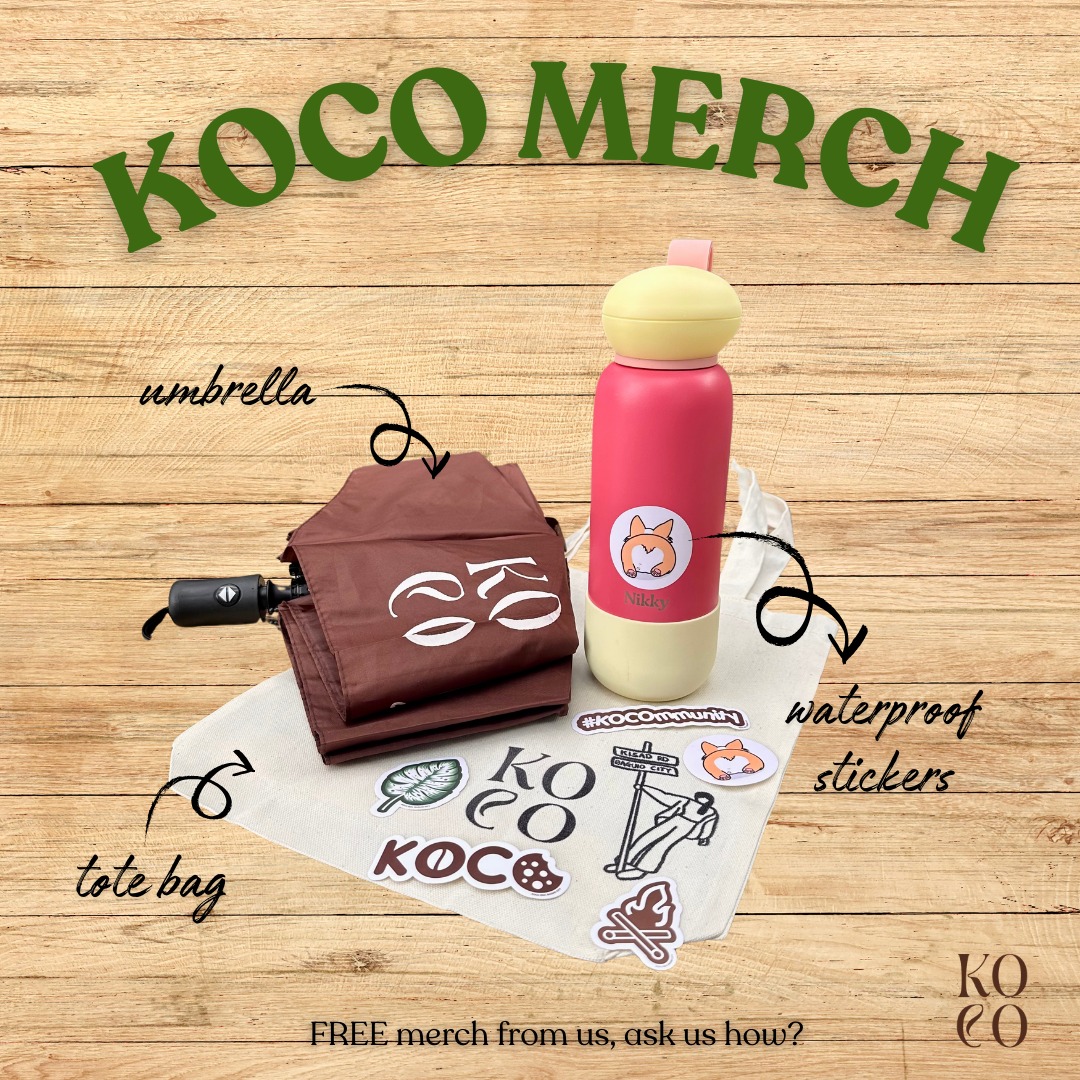 KOCO MERCH
umbrella
KO
CO
Nikky
waterproof
stickers
#KOCOmmunity
KO
CO
KISAD RD
BAGUIO CITY
KOCO
tote bag
KO
CO
FREE merch from us, ask us how?